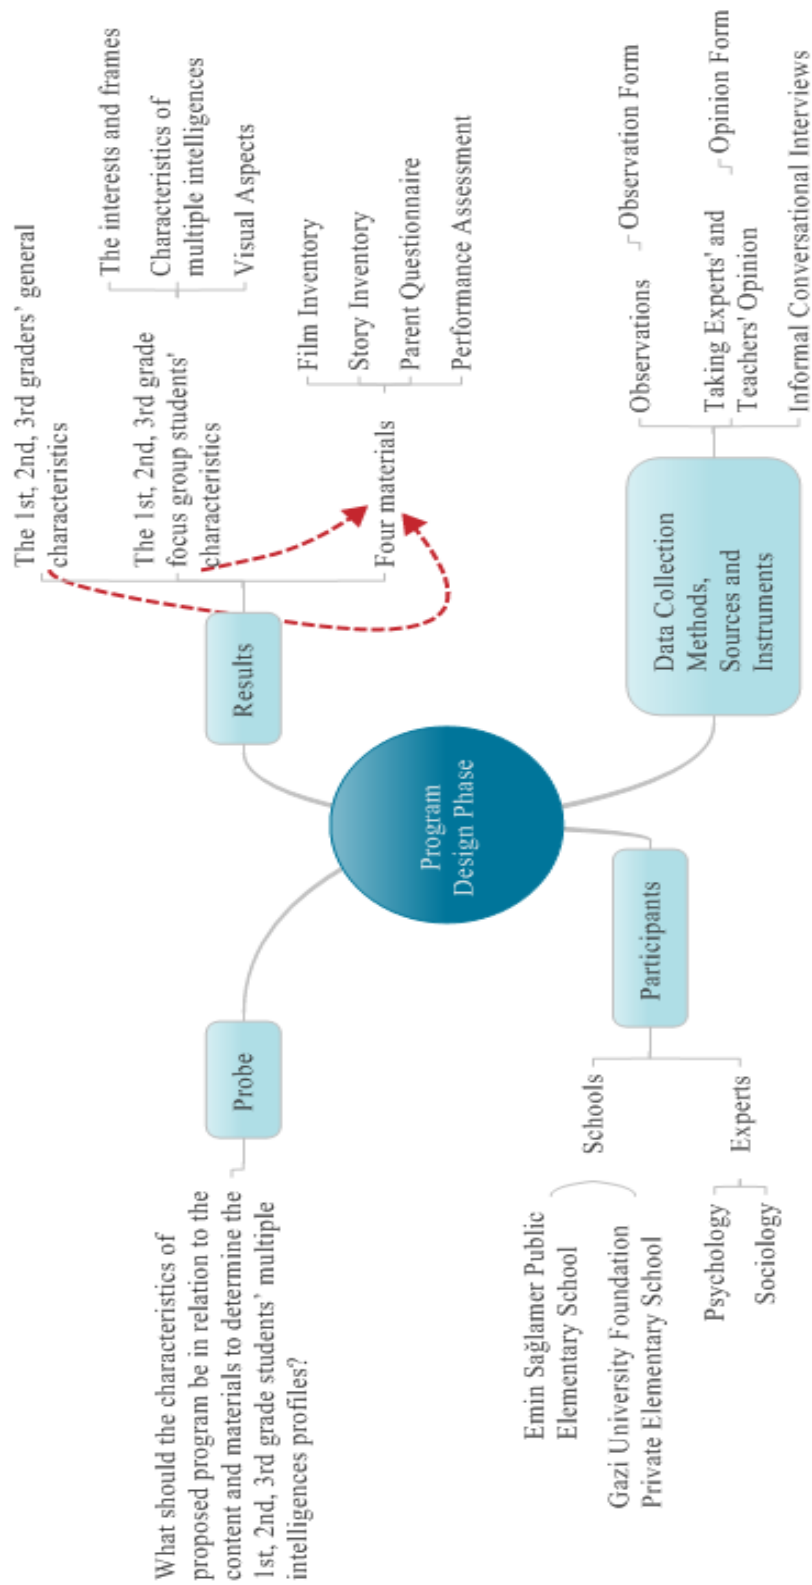 Program
Design Phase
Probe
What should the characteristics of
proposed program be in relation to the
content and materials to determine the
1st, 2nd, 3rd grade students' multiple
intelligences profiles?
Results
The 1st, 2nd, 3rd graders' general
characteristics
The 1st, 2nd, 3rd grade
focus group students'
characteristics
The interests and frames
Characteristics of
multiple intelligences
Visual Aspects
Four materials
Film Inventory
Story Inventory
Parent Questionnaire
Performance Assessment
Participants
Schools
Emin Sağlamer Public
Elementary School
Gazi University Foundation
Private Elementary School
Experts
Psychology
Sociology
Data Collection
Methods,
Sources and
Instruments
Observations
Observation Form
Taking Experts' and
Teachers' Opinion
Opinion Form
Informal Conversational Interviews